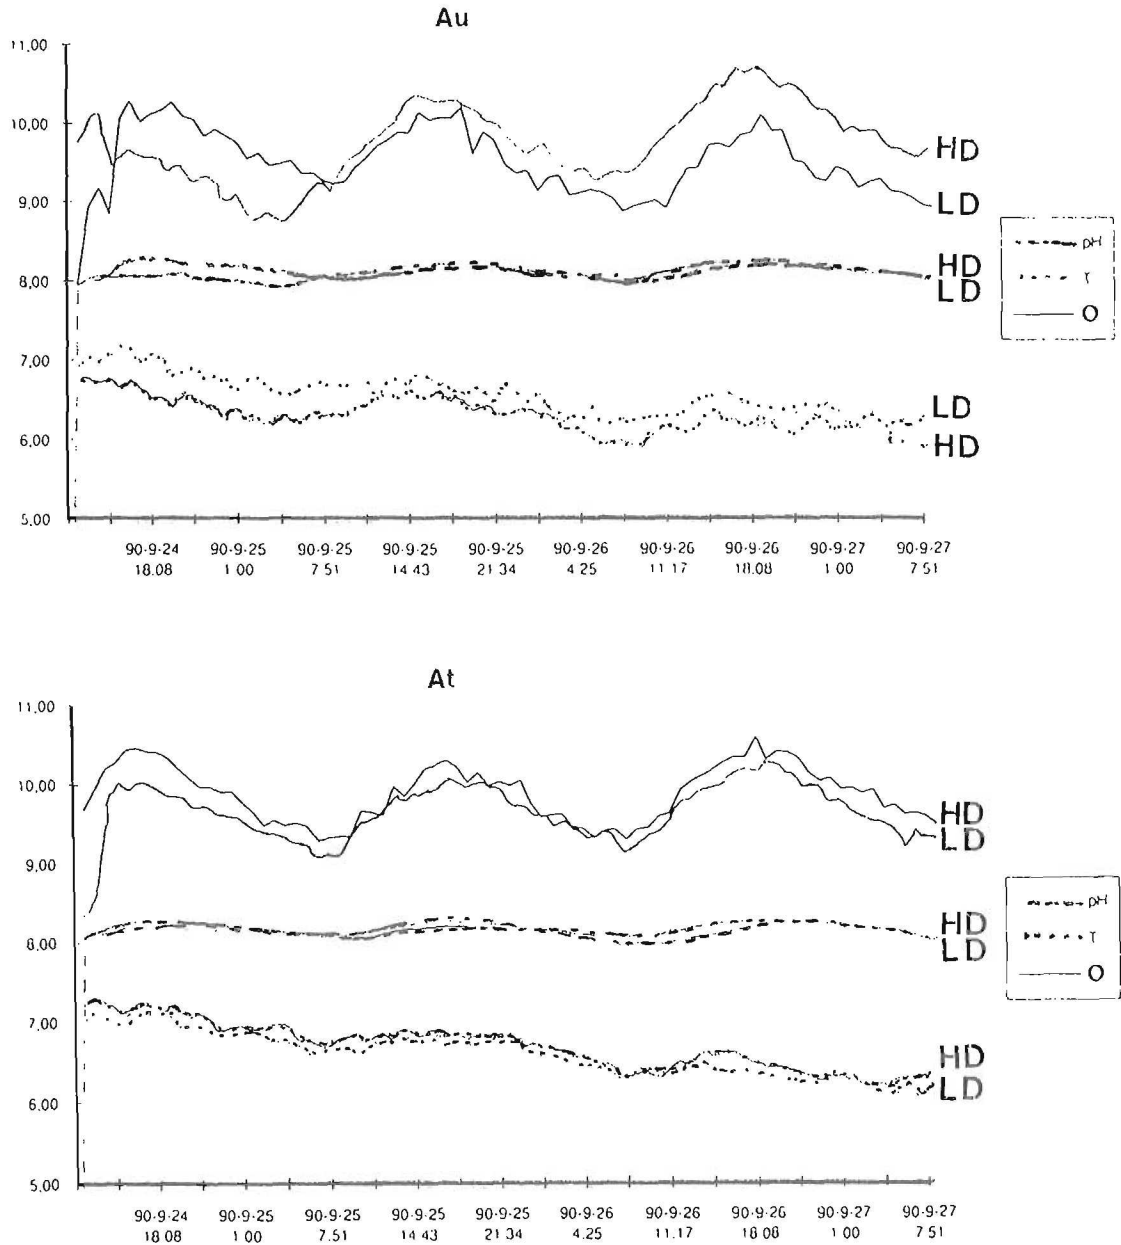 Au
11,00
10,00
9,00
8,00
7,00
6,00
5,00
HD
LD
HD
LD
LD
HD
pH
T
O
90·9·24 90·9·25 90·9·25 90·9·25 90·9·25 90·9·26 90·9·26 90·9·26 90·9·27 90·9·27
18.08 1 00 7 51 14 43 21 34 4 25 11.17 18.08 1 00 7 51
At
11,00
10,00
9,00
8,00
7,00
6,00
5,00
HD
LD
HD
LD
HD
LD
pH
T
O
90·9·24 90·9·25 90·9·25 90·9·25 90·9·25 90·9·26 90·9·26 90·9·26 90·9·27 90·9·27
18 08 1 00 7.51 14 43 21 34 4.25 11.17 18 08 1 00 7 51